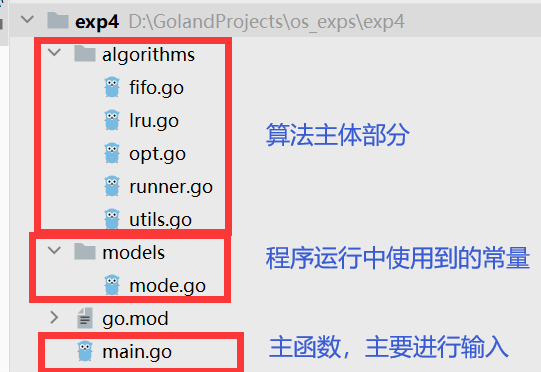 exp4 D:\GolandProjects\os_exps\exp4
algorithms
fifo.go
lru.go
opt.go
runner.go
utils.go
算法主体部分
models
mode.go
程序运行中使用到的常量
go.mod
main.go
主函数，主要进行输入